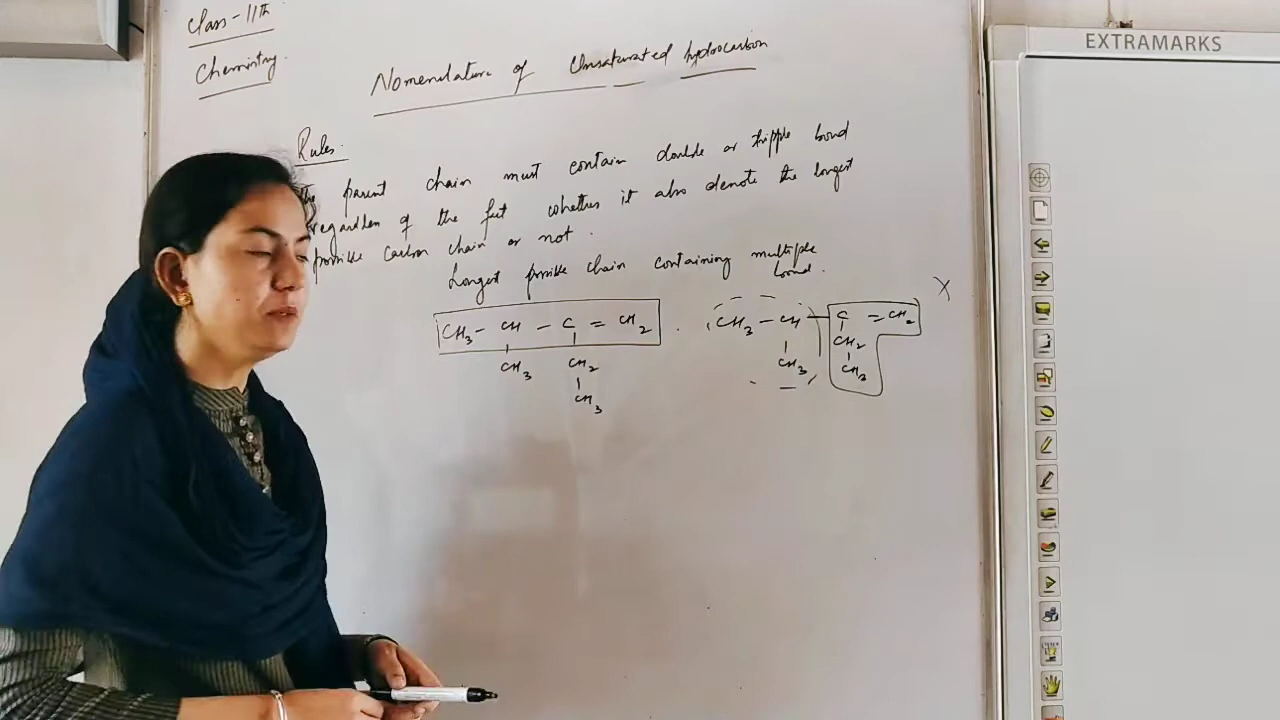 Class-11th
Chemistry.
EXTRAMARKS
Nomenclature of Unsaturated hydrocarbon
Rules.
the parent chain must contain double or tripple bond
regardless of the fact whether it also denote the longest
possible carbon chain or not.
Longest possible chain containing multiple
bond.
CH3- CH - C = CH2 . CH3 - CH - C = CH2 X
CH3 CH2 CH3 CH2
CH3 CH3